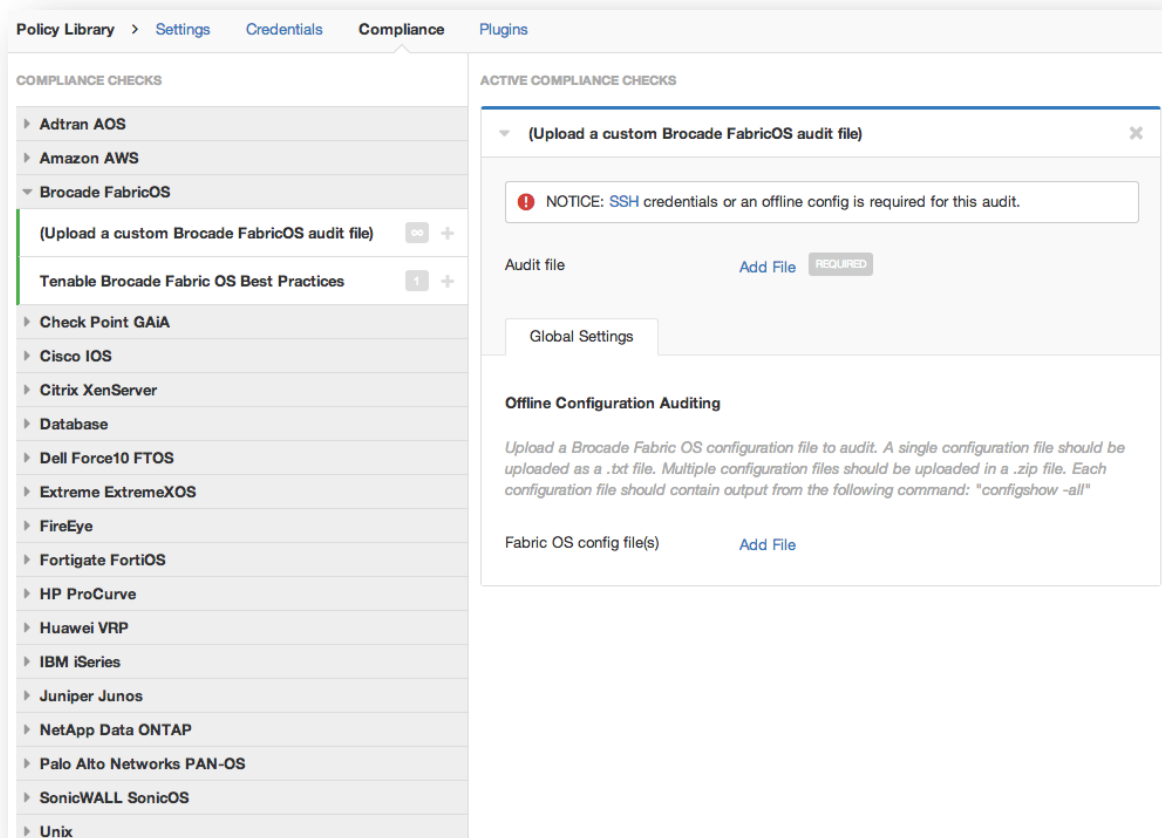 Policy Library > Settings Credentials Compliance Plugins
COMPLIANCE CHECKS
Adtran AOS
Amazon AWS
Brocade FabricOS
(Upload a custom Brocade FabricOS audit file) ∞ +
Tenable Brocade Fabric OS Best Practices 1 +
Check Point GAiA
Cisco IOS
Citrix XenServer
Database
Dell Force10 FTOS
Extreme ExtremeXOS
FireEye
Fortigate FortiOS
HP ProCurve
Huawei VRP
IBM iSeries
Juniper Junos
NetApp Data ONTAP
Palo Alto Networks PAN-OS
SonicWALL SonicOS
Unix
ACTIVE COMPLIANCE CHECKS
(Upload a custom Brocade FabricOS audit file) ×
NOTICE: SSH credentials or an offline config is required for this audit.
Audit file Add File REQUIRED
Global Settings
Offline Configuration Auditing
Upload a Brocade Fabric OS configuration file to audit. A single configuration file should be
uploaded as a .txt file. Multiple configuration files should be uploaded in a .zip file. Each
configuration file should contain output from the following command: "configshow -all"
Fabric OS config file(s) Add File